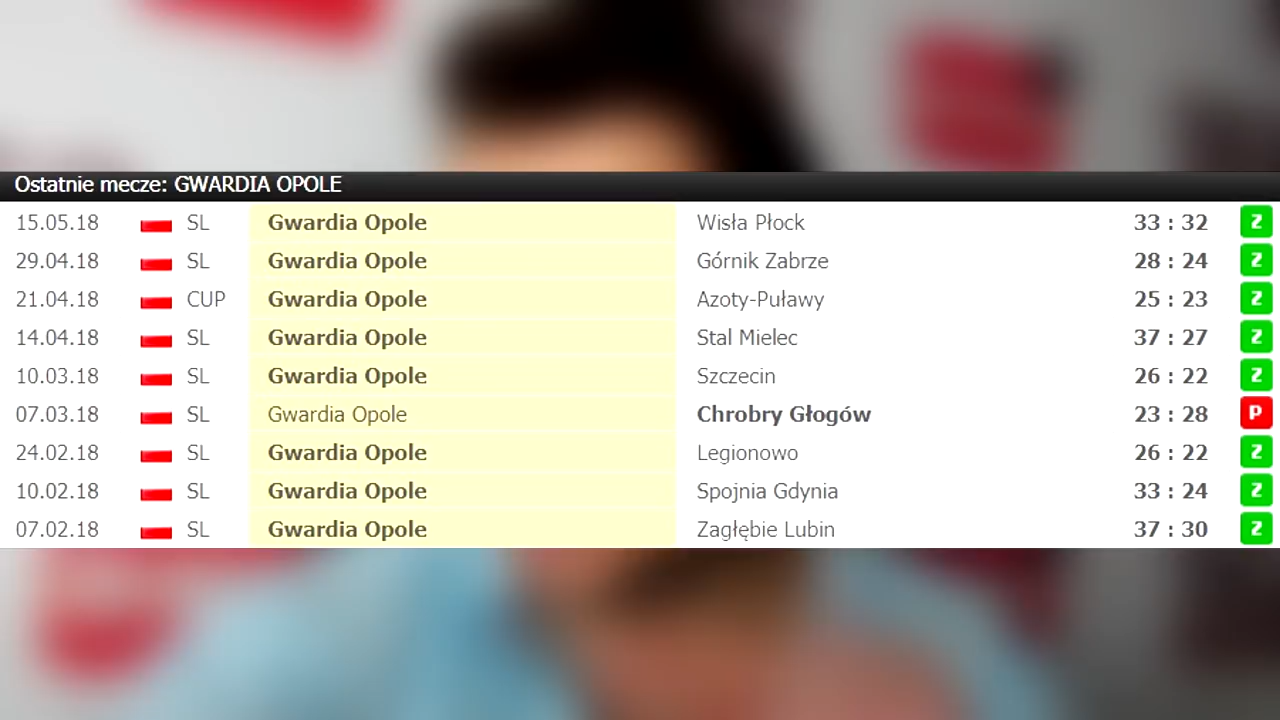 Ostatnie mecze: GWARDIA OPOLE
15.05.18 SL Gwardia Opole Wisła Płock 33 : 32 Z
29.04.18 SL Gwardia Opole Górnik Zabrze 28 : 24 Z
21.04.18 CUP Gwardia Opole Azoty-Puławy 25 : 23 Z
14.04.18 SL Gwardia Opole Stal Mielec 37 : 27 Z
10.03.18 SL Gwardia Opole Szczecin 26 : 22 Z
07.03.18 SL Gwardia Opole Chrobry Głogów 23 : 28 P
24.02.18 SL Gwardia Opole Legionowo 26 : 22 Z
10.02.18 SL Gwardia Opole Spojnia Gdynia 33 : 24 Z
07.02.18 SL Gwardia Opole Zagłębie Lubin 37 : 30 Z